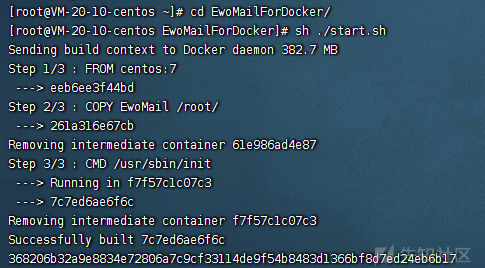 [root@VM-20-10-centos ~]# cd EwoMailForDocker/
[root@VM-20-10-centos EwoMailForDocker]# sh ./start.sh
Sending build context to Docker daemon 382.7 MB
Step 1/3 : FROM centos:7
 ---> eeb6ee3f44bd
Step 2/3 : COPY EwoMail /root/
 ---> 261a316e67cb
Removing intermediate container 61e986ad4e87
Step 3/3 : CMD /usr/sbin/init
 ---> Running in f7f57c1c07c3
 ---> 7c7ed6ae6f6c
Removing intermediate container f7f57c1c07c3
Successfully built 7c7ed6ae6f6c
368206b32a9e8834e72806a7c9cf33114de9f54b8483d1366bf8d7ed24eb6b17
先知社区